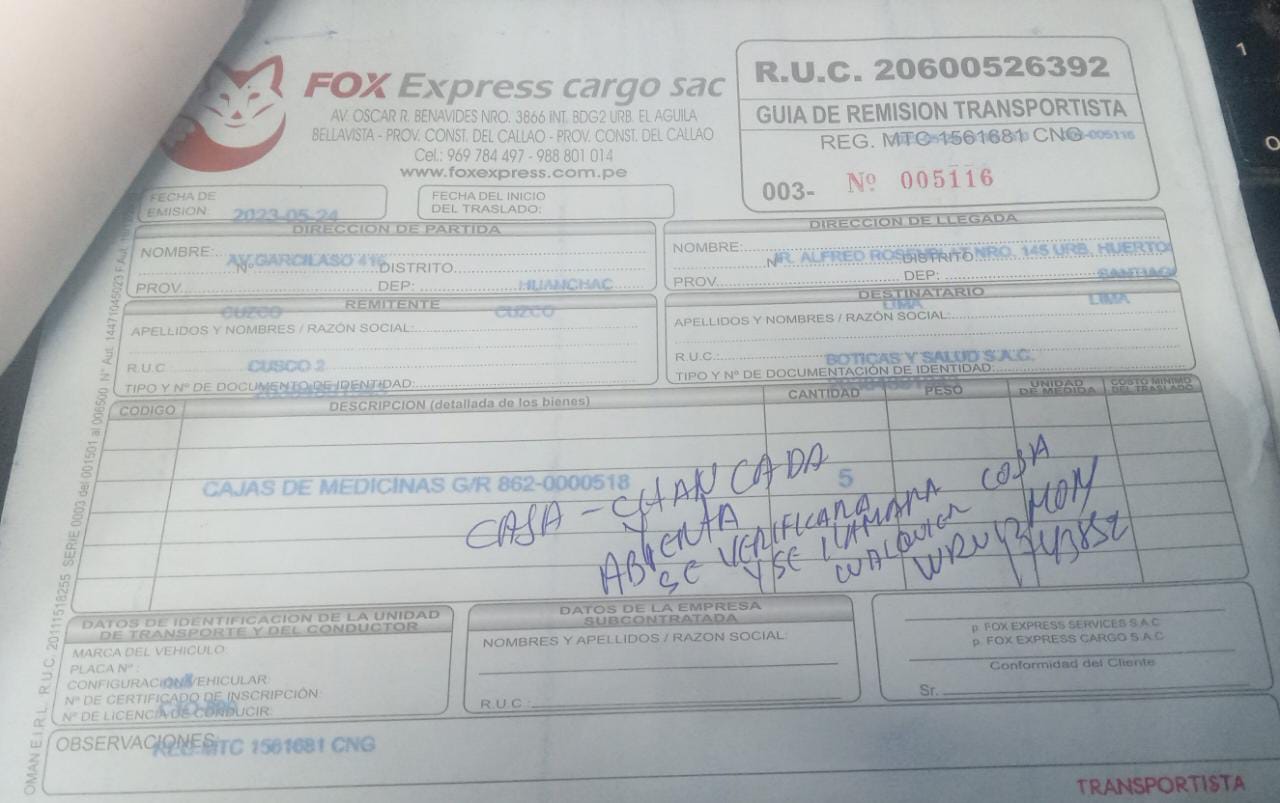 FOX Express cargo sac
AV. OSCAR R. BENAVIDES NRO. 3866 INT. BDG2 URB. EL AGUILA
BELLAVISTA - PROV. CONST. DEL CALLAO - PROV. CONST. DEL CALLAO
Cel.: 969 784 497 - 988 801 014
www.foxexpress.com.pe
R.U.C. 20600526392
GUIA DE REMISION TRANSPORTISTA
REG. MTC 1561681 CNG
003- Nº 005116
FECHA DE EMISION: 2023-05-24
FECHA DEL INICIO DEL TRASLADO:
DIRECCION DE PARTIDA
NOMBRE:
AV.GARCILASO 416
Nº DISTRITO
PROV. DEP: HUANCHAC
CUZCO CUZCO
DIRECCION DE LLEGADA
NOMBRE:
JR. ALFRED ROSENBLAT NRO. 145 URB. HUERTO
Nº DISTRITO
PROV. DEP: SANTIAG
LIMA LIMA
REMITENTE
APELLIDOS Y NOMBRES / RAZÓN SOCIAL:
R.U.C. CUSCO 2
TIPO Y Nº DE DOCUMENTO DE IDENTIDAD:
DESTINATARIO
APELLIDOS Y NOMBRES / RAZÓN SOCIAL:
R.U.C.: BOTICAS Y SALUD S.A.C.
TIPO Y Nº DE DOCUMENTACIÓN DE IDENTIDAD:
CODIGO DESCRIPCION (detallada de los bienes) CANTIDAD PESO UNIDAD DE MEDIDA COSTO MINIMO DEL TRASLADO
CAJAS DE MEDICINAS G/R 862-0000518 5
CAJA - CHANCADA
ABIERTA
SE VERIFICARA
Y SE LLAMARA
CUALQUIER COSA
DATOS DE IDENTIFICACION DE LA UNIDAD DE TRANSPORTE Y DEL CONDUCTOR
MARCA DEL VEHICULO:
PLACA Nº :
CONFIGURACION VEHICULAR:
Nº DE CERTIFICADO DE INSCRIPCIÓN:
Nº DE LICENCIA DE CONDUCIR:
DATOS DE LA EMPRESA SUBCONTRATADA
NOMBRES Y APELLIDOS / RAZON SOCIAL:
R.U.C :
p. FOX EXPRESS SERVICES S.A.C
p. FOX EXPRESS CARGO S.A.C
Conformidad del Cliente
Sr.
OBSERVACIONES:
REG MTC 1561681 CNG
TRANSPORTISTA